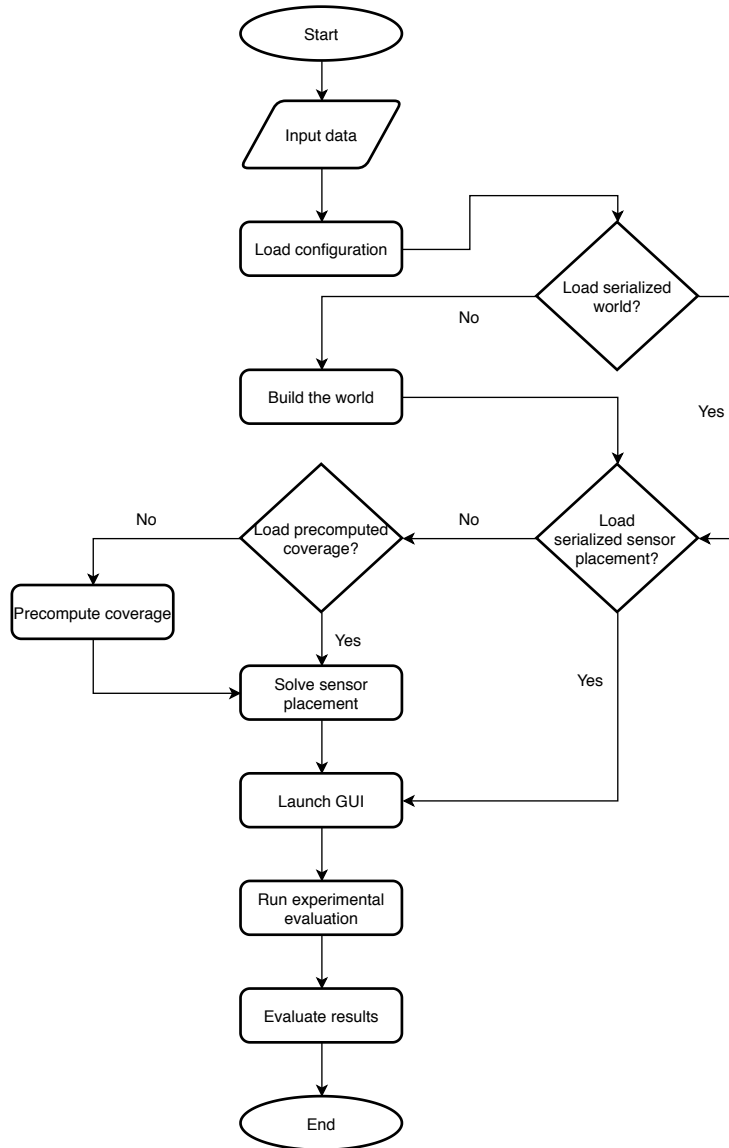 Start
Input data
Load configuration
Load serialized
world?
No
Build the world
Yes
Load
serialized sensor
placement?
No
Load precomputed
coverage?
No
Precompute coverage
Yes
Yes
Solve sensor
placement
Launch GUI
Run experimental
evaluation
Evaluate results
End